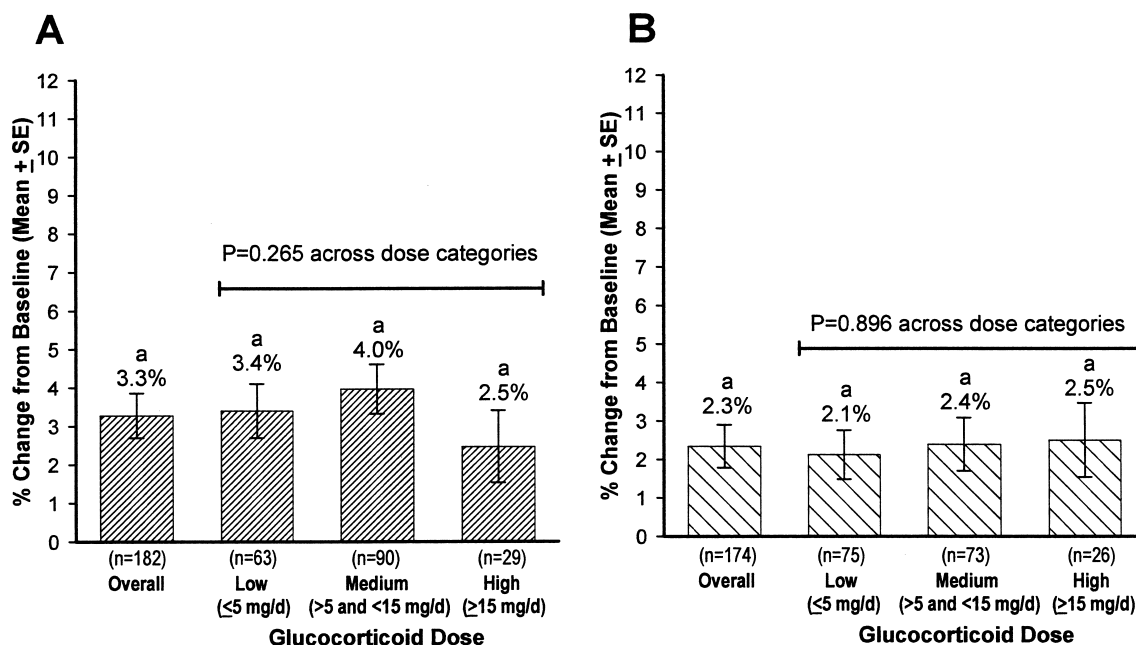 A
% Change from Baseline (Mean ± SE)
12
11
10
9
8
7
6
5
4
3
2
1
0
P=0.265 across dose categories
a
3.3%
a
3.4%
a
4.0%
a
2.5%
(n=182)
Overall
(n=63)
Low
(≤5 mg/d)
(n=90)
Medium
(>5 and <15 mg/d)
(n=29)
High
(≥15 mg/d)
Glucocorticoid Dose
B
% Change from Baseline (Mean ± SE)
12
11
10
9
8
7
6
5
4
3
2
1
0
P=0.896 across dose categories
a
2.3%
a
2.1%
a
2.4%
a
2.5%
(n=174)
Overall
(n=75)
Low
(≤5 mg/d)
(n=73)
Medium
(>5 and <15 mg/d)
(n=26)
High
(≥15 mg/d)
Glucocorticoid Dose